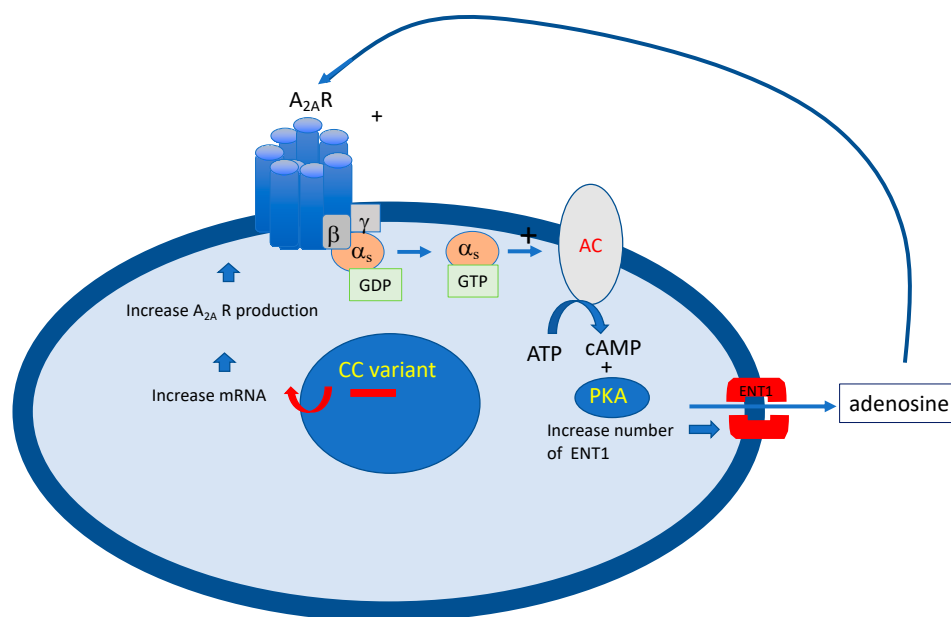 A₂ₐR
+
γ
β
αs
αs
+
AC
GDP
GTP
Increase A₂ₐ R production
ATP
cAMP
+
CC variant
PKA
ENT1
adenosine
Increase mRNA
Increase number
of ENT1